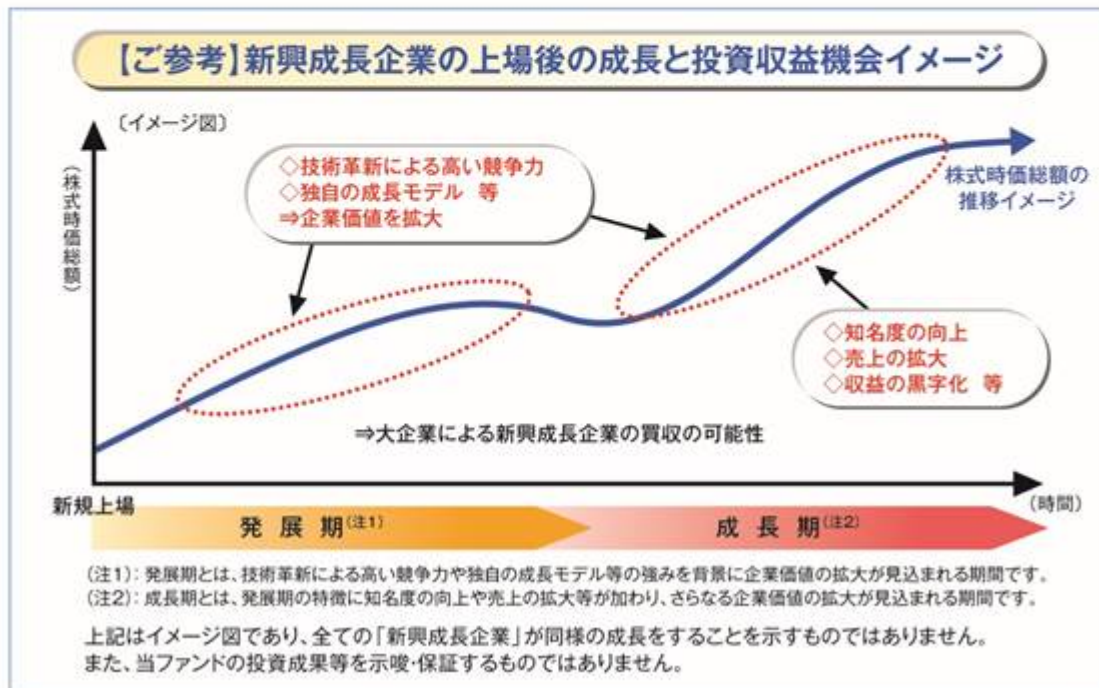 【ご参考】新興成長企業の上場後の成長と投資収益機会イメージ
〔イメージ図〕
(株式時価総額)
◇技術革新による高い競争力
◇独自の成長モデル 等
⇒企業価値を拡大
株式時価総額の
推移イメージ
◇知名度の向上
◇売上の拡大
◇収益の黒字化 等
⇒大企業による新興成長企業の買収の可能性
新規上場
(時間)
発展期(注1)
成長期(注2)
(注1):発展期とは、技術革新による高い競争力や独自の成長モデル等の強みを背景に企業価値の拡大が見込まれる期間です。
(注2):成長期とは、発展期の特徴に知名度の向上や売上の拡大等が加わり、さらなる企業価値の拡大が見込まれる期間です。
上記はイメージ図であり、全ての「新興成長企業」が同様の成長をすることを示すものではありません。
また、当ファンドの投資成果等を示唆・保証するものではありません。